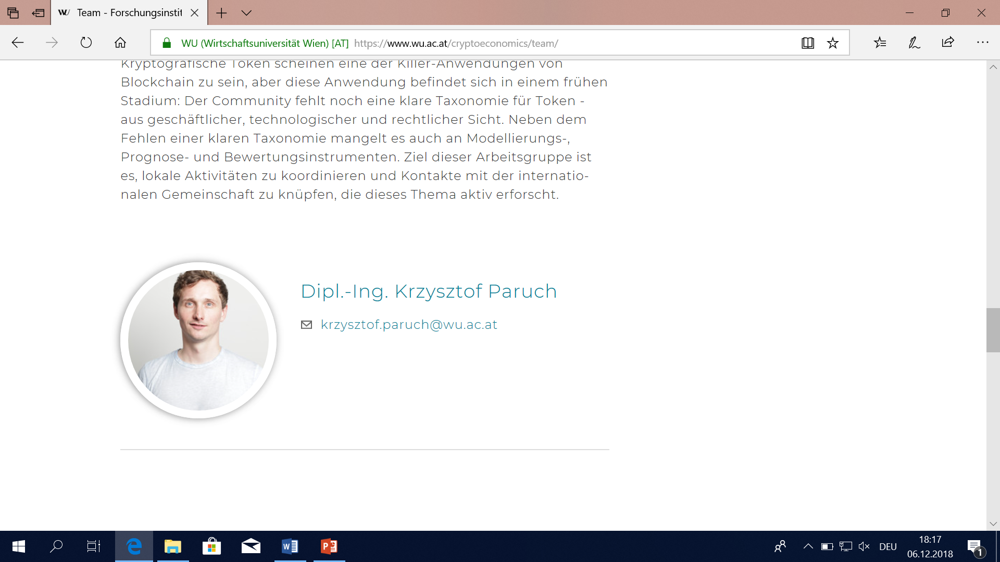 Team - Forschungsinstit
WU (Wirtschaftsuniversität Wien) [AT] https://www.wu.ac.at/cryptoeconomics/team/
Kryptografische Token scheinen eine der Killer-Anwendungen von
Blockchain zu sein, aber diese Anwendung befindet sich in einem frühen
Stadium: Der Community fehlt noch eine klare Taxonomie für Token -
aus geschäftlicher, technologischer und rechtlicher Sicht. Neben dem
Fehlen einer klaren Taxonomie mangelt es auch an Modellierungs-,
Prognose- und Bewertungsinstrumenten. Ziel dieser Arbeitsgruppe ist
es, lokale Aktivitäten zu koordinieren und Kontakte mit der internatio-
nalen Gemeinschaft zu knüpfen, die dieses Thema aktiv erforscht.
Dipl.-Ing. Krzysztof Paruch
krzysztof.paruch@wu.ac.at
DEU
18:17
06.12.2018
1